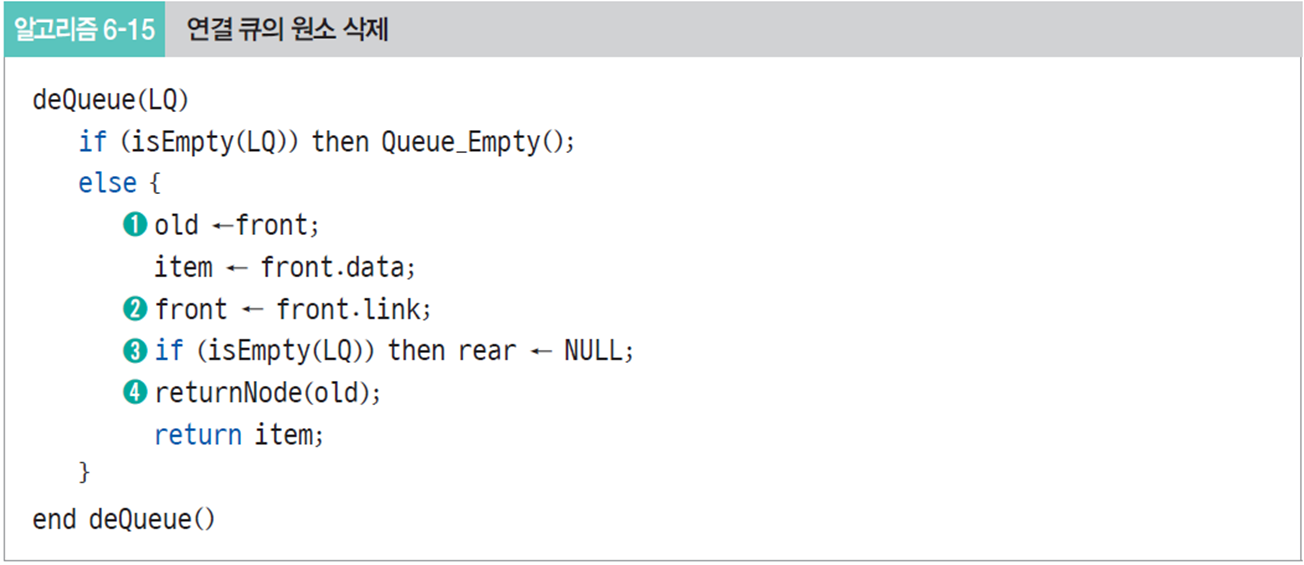 알고리즘 6-15 연결 큐의 원소 삭제
deQueue(LQ)
if (isEmpty(LQ)) then Queue_Empty();
else {
❶ old ←front;
item ← front.data;
❷ front ← front.link;
❸ if (isEmpty(LQ)) then rear ← NULL;
❹ returnNode(old);
return item;
}
end deQueue()